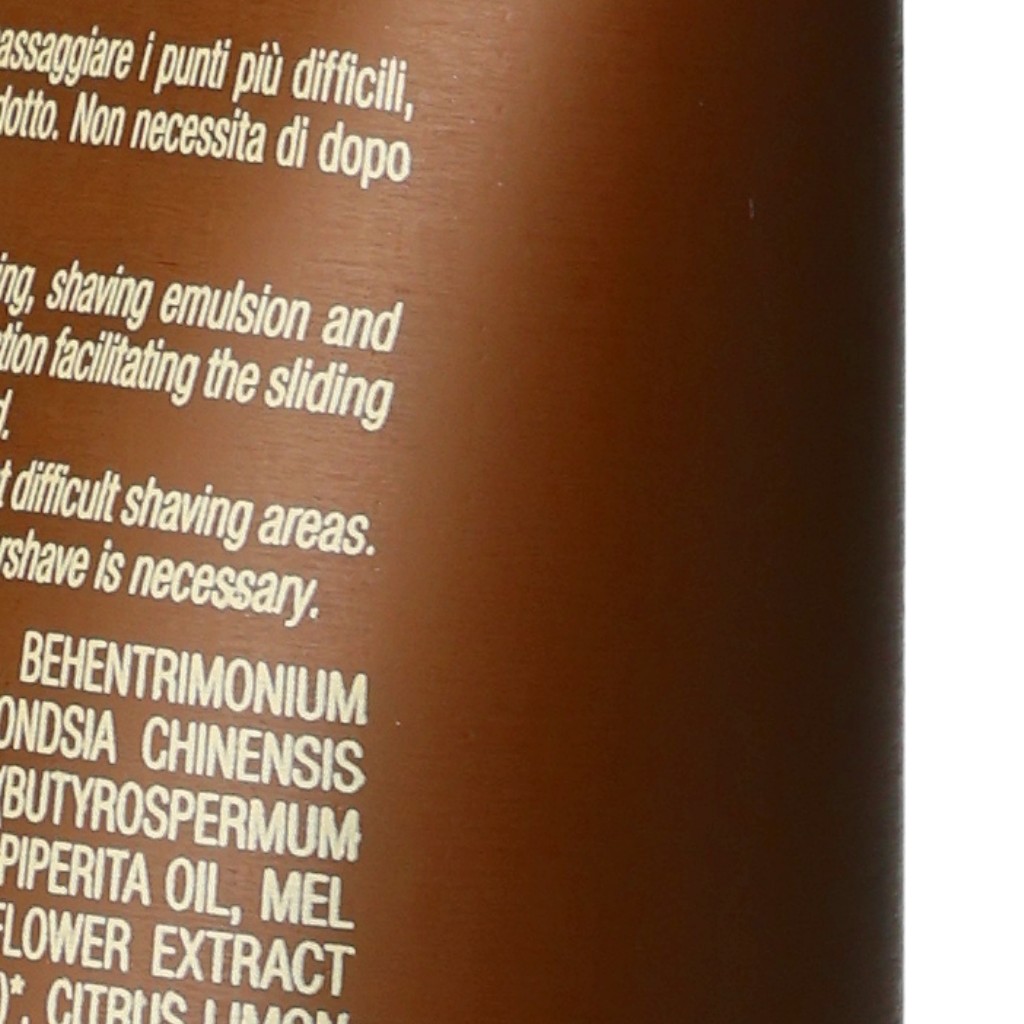 assaggiare i punti più difficili,
dotto. Non necessita di dopo
ing, shaving emulsion and
tion facilitating the sliding
d.
t difficult shaving areas.
rshave is necessary.
BEHENTRIMONIUM
ONDSIA CHINENSIS
(BUTYROSPERMUM
PIPERITA OIL, MEL
FLOWER EXTRACT
)*, CITRUS LIMON